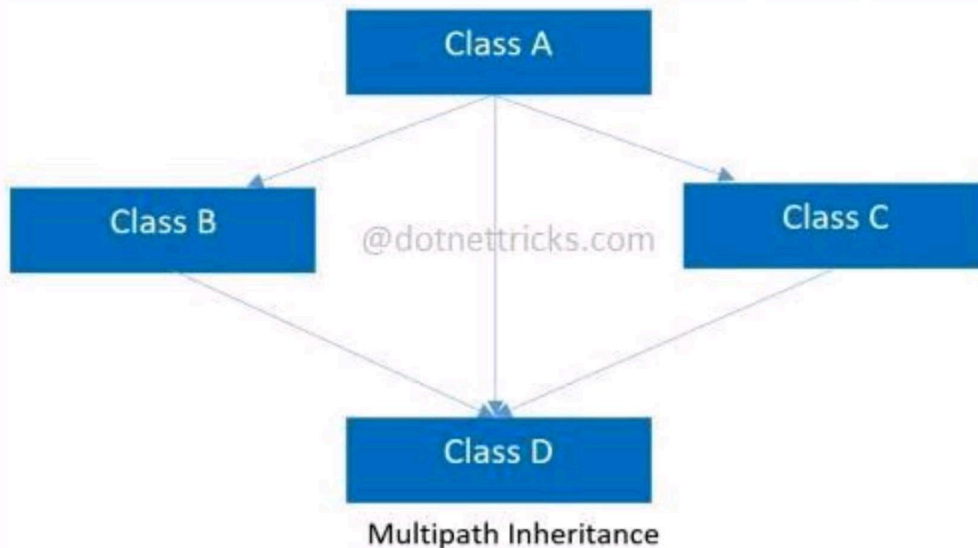 Class A
Class B
Class C
@dotnettricks.com
Class D
Multipath Inheritance